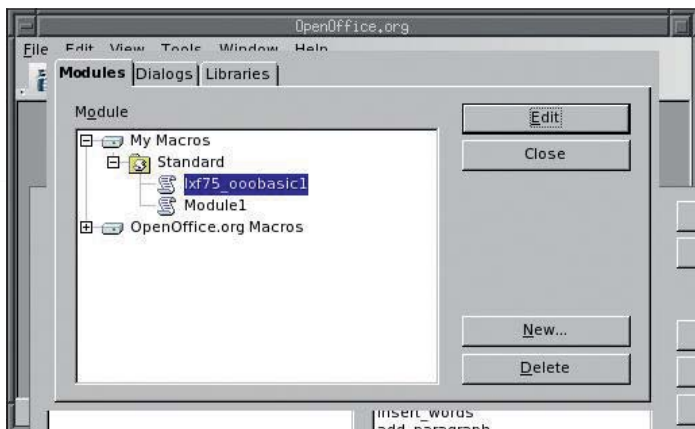 OpenOffice.org
File Edit View Tools Window Help
Modules Dialogs Libraries
Module
Edit
My Macros
Close
Standard
lxf75_ooobasic1
Module1
OpenOffice.org Macros
New...
Delete
insert_words
add_paragraph